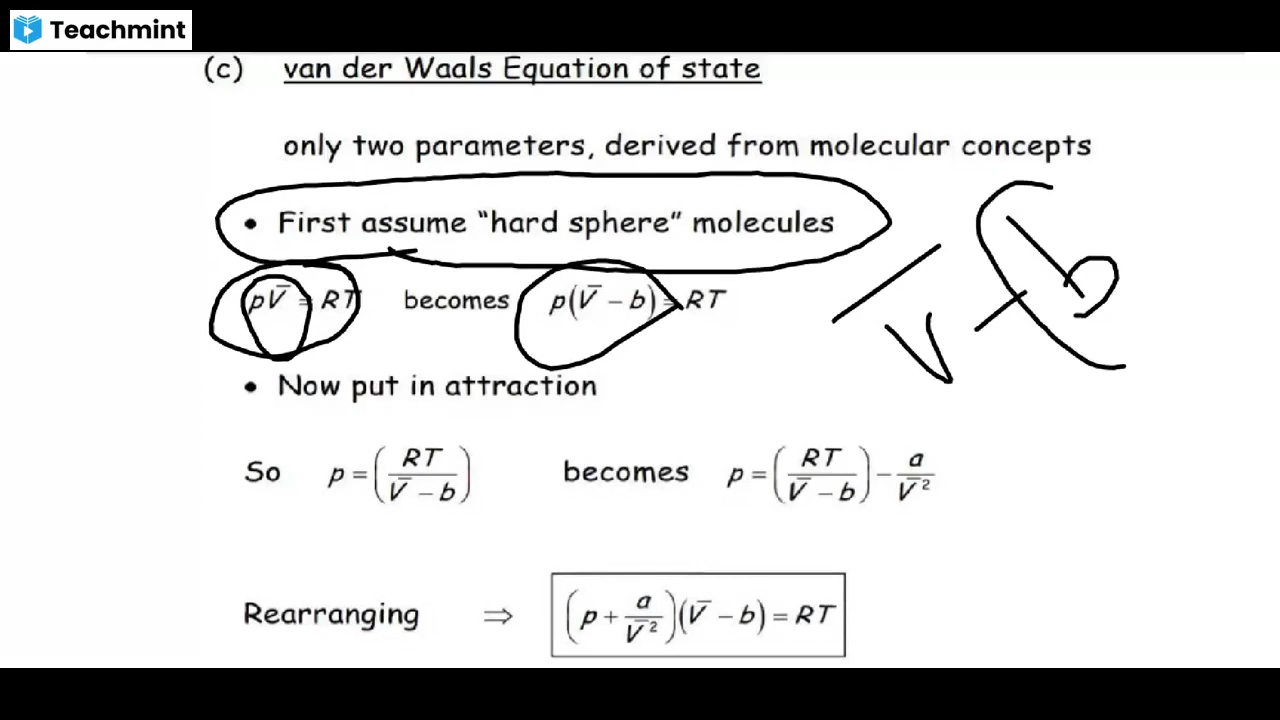 Teachmint
(c) van der Waals Equation of state
only two parameters, derived from molecular concepts
• First assume “hard sphere” molecules
pV̅ = RT becomes p(V̅ − b) = RT
• Now put in attraction
So p = (RT/(V̅ − b)) becomes p = (RT/(V̅ − b)) − a/V̅²
Rearranging ⇒ (p + a/V̅²)(V̅ − b) = RT
V̅ - b